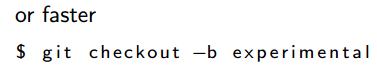 or faster
$ git checkout −b experimental